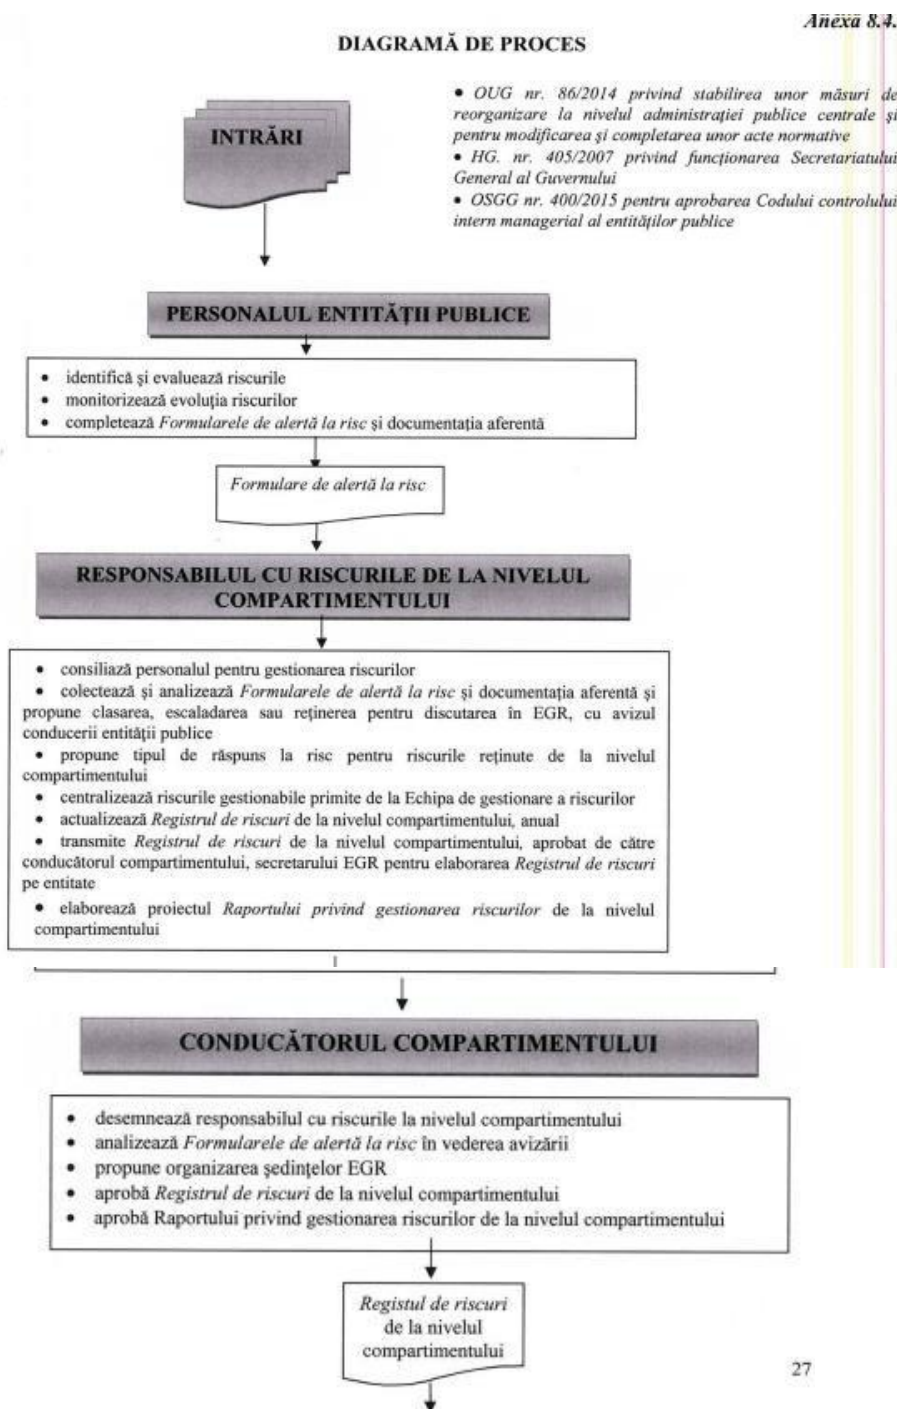 Anexa 8.4.
DIAGRAMĂ DE PROCES
INTRĂRI
• OUG nr. 86/2014 privind stabilirea unor măsuri de
reorganizare la nivelul administrației publice centrale și
pentru modificarea și completarea unor acte normative
• HG. nr. 405/2007 privind funcționarea Secretariatului
General al Guvernului
• OSGG nr. 400/2015 pentru aprobarea Codului controlului
intern managerial al entităților publice
PERSONALUL ENTITĂȚII PUBLICE
• identifică și evaluează riscurile
• monitorizează evoluția riscurilor
• completează Formularele de alertă la risc și documentația aferentă
Formulare de alertă la risc
RESPONSABILUL CU RISCURILE DE LA NIVELUL
COMPARTIMENTULUI
• consiliază personalul pentru gestionarea riscurilor
• colectează și analizează Formularele de alertă la risc și documentația aferentă și
propune clasarea, escaladarea sau reținerea pentru discutarea în EGR, cu avizul
conducerii entității publice
• propune tipul de răspuns la risc pentru riscurile reținute de la nivelul
compartimentului
• centralizează riscurile gestionabile primite de la Echipa de gestionare a riscurilor
• actualizează Registrul de riscuri de la nivelul compartimentului, anual
• transmite Registrul de riscuri de la nivelul compartimentului, aprobat de către
conducătorul compartimentului, secretarului EGR pentru elaborarea Registrul de riscuri
pe entitate
• elaborează proiectul Raportului privind gestionarea riscurilor de la nivelul
compartimentului
CONDUCĂTORUL COMPARTIMENTULUI
• desemnează responsabilul cu riscurile la nivelul compartimentului
• analizează Formularele de alertă la risc în vederea avizării
• propune organizarea ședințelor EGR
• aprobă Registrul de riscuri de la nivelul compartimentului
• aprobă Raportului privind gestionarea riscurilor de la nivelul compartimentului
Registul de riscuri
de la nivelul
compartimentului
27